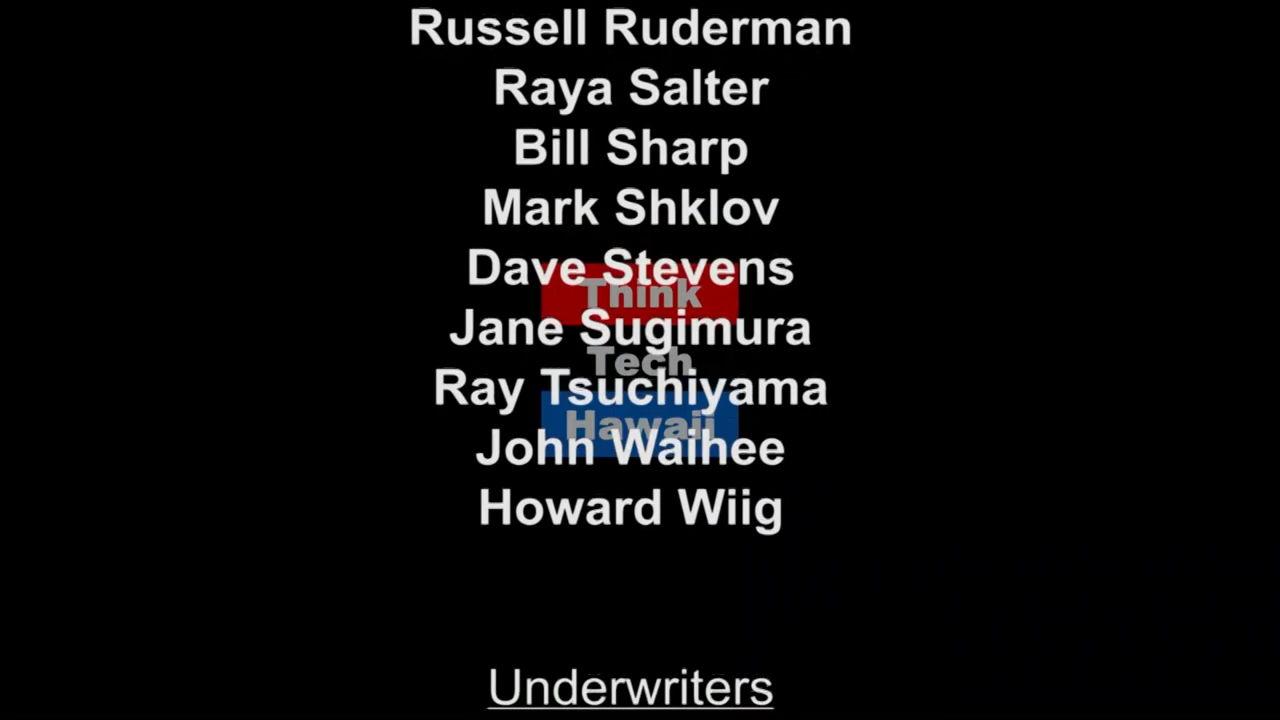 Russell Ruderman
Raya Salter
Bill Sharp
Mark Shklov
Dave Stevens
Think
Jane Sugimura
Tech
Ray Tsuchiyama
Hawaii
John Waihee
Howard Wiig
Underwriters